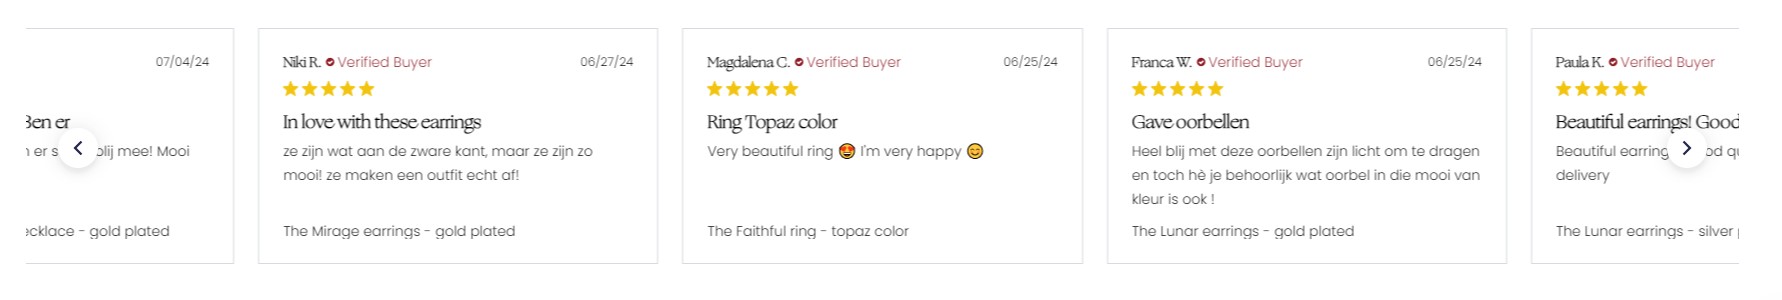 07/04/24
Ben er
blij mee! Mooi
gold plated
Niki R. Verified Buyer 06/27/24
In love with these earrings
ze zijn wat aan de zware kant, maar ze zijn zo
mooi! ze maken een outfit echt af!
The Mirage earrings - gold plated
Magdalena C. Verified Buyer 06/25/24
Ring Topaz color
Very beautiful ring 🤩 I'm very happy 😊
The Faithful ring - topaz color
Franca W. Verified Buyer 06/25/24
Gave oorbellen
Heel blij met deze oorbellen zijn licht om te dragen
en toch hè je behoorlijk wat oorbel in die mooi van
kleur is ook !
The Lunar earrings - gold plated
Paula K. Verified Buyer
Beautiful earrings! Good
Beautiful earring
delivery
The Lunar earrings - silver